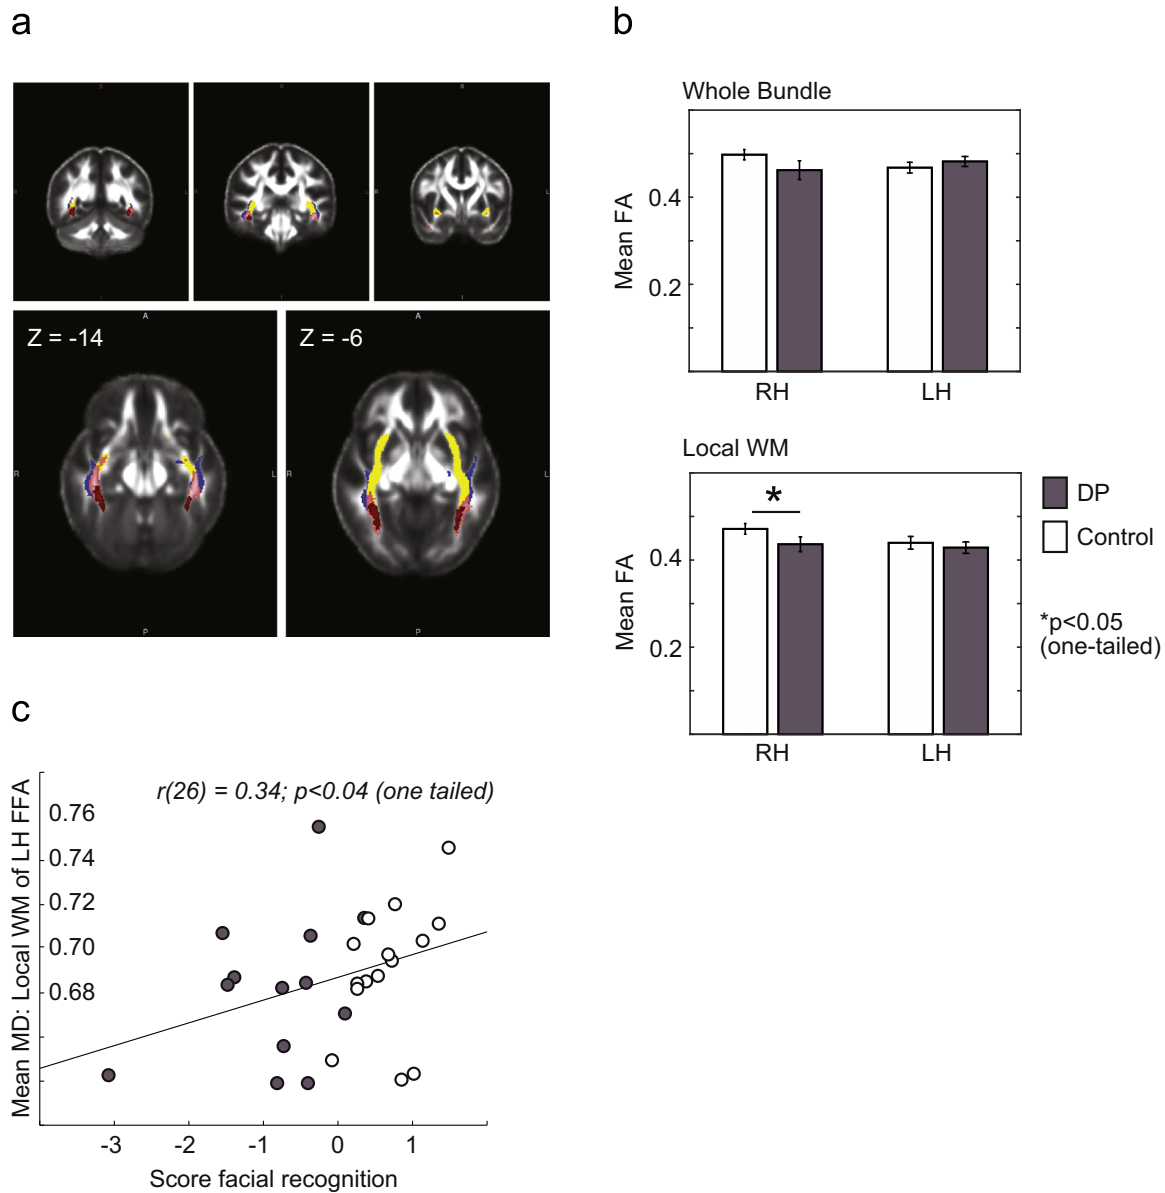 a
b
S
S
S
R
L
R
L
R
L
I
I
I
Z = -14
A
R
L
P
Z = -6
A
R
L
P
Whole Bundle
Mean FA
0.4
0.2
RH
LH
Local WM
*
Mean FA
0.4
0.2
RH
LH
DP
Control
*p<0.05
(one-tailed)
c
r(26) = 0.34; p<0.04 (one tailed)
Mean MD: Local WM of LH FFA
0.76
0.74
0.72
0.70
0.68
-3
-2
-1
0
1
Score facial recognition